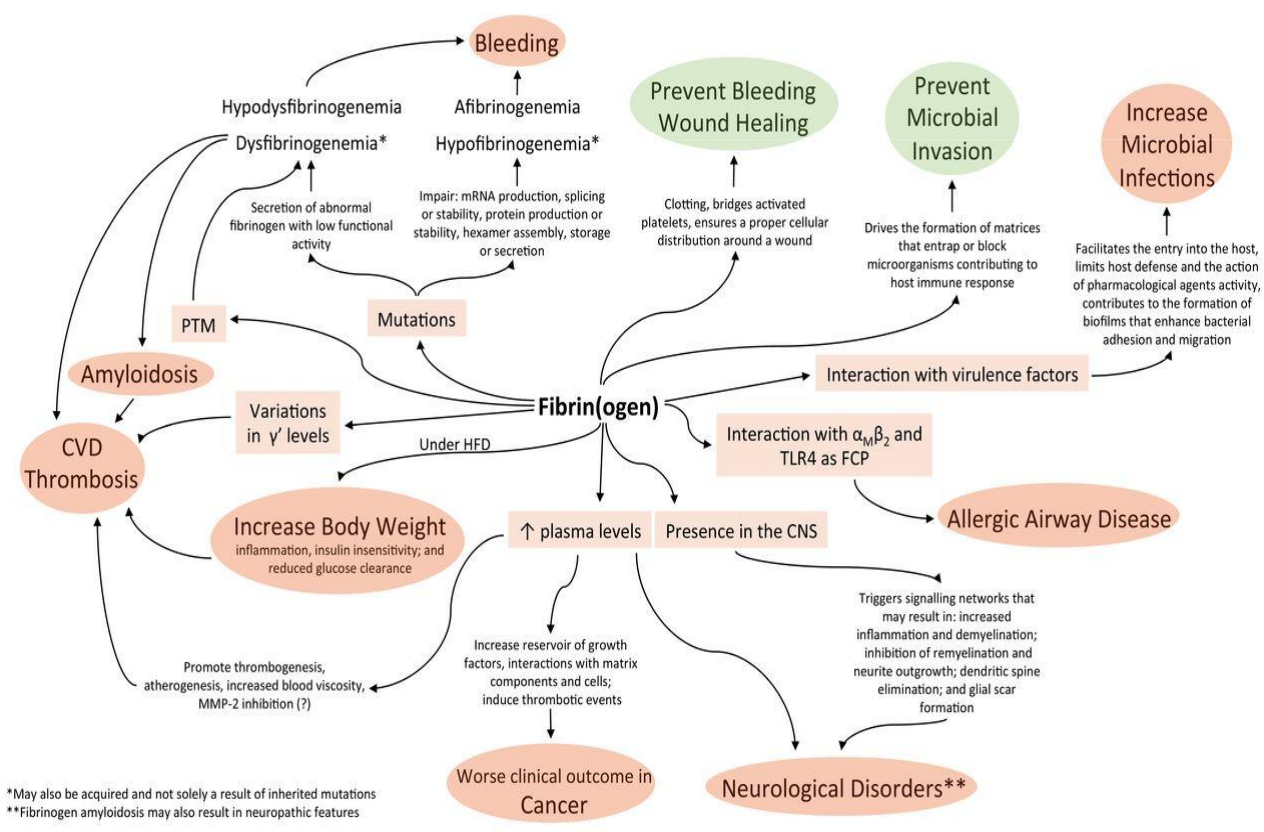 Bleeding
Hypodysfibrinogenemia
Dysfibrinogenemia*
Afibrinogenemia
Hypofibrinogenemia*
Prevent Bleeding
Wound Healing
Prevent
Microbial
Invasion
Increase
Microbial
Infections
Secretion of abnormal
fibrinogen with low functional
activity
Impair: mRNA production, splicing
or stability, protein production or
stability, hexamer assembly, storage
or secretion
Clotting, bridges activated
platelets, ensures a proper cellular
distribution around a wound
Drives the formation of matrices
that entrap or block
microorganisms contributing to
host immune response
Facilitates the entry into the host,
limits host defense and the action
of pharmacological agents activity,
contributes to the formation of
biofilms that enhance bacterial
adhesion and migration
PTM
Mutations
Amyloidosis
Interaction with virulence factors
Fibrin(ogen)
Variations
in γ’ levels
CVD
Thrombosis
Under HFD
Interaction with αMβ2 and
TLR4 as FCP
Increase Body Weight
inflammation, insulin insensitivity; and
reduced glucose clearance
↑ plasma levels
Presence in the CNS
Allergic Airway Disease
Triggers signalling networks that
may result in: increased
inflammation and demyelination;
inhibition of remyelination and
neurite outgrowth; dendritic spine
elimination; and glial scar
formation
Increase reservoir of growth
factors, interactions with matrix
components and cells;
induce thrombotic events
Promote thrombogenesis,
atherogenesis, increased blood viscosity,
MMP-2 inhibition (?)
Worse clinical outcome in
Cancer
Neurological Disorders**
*May also be acquired and not solely a result of inherited mutations
**Fibrinogen amyloidosis may also result in neuropathic features